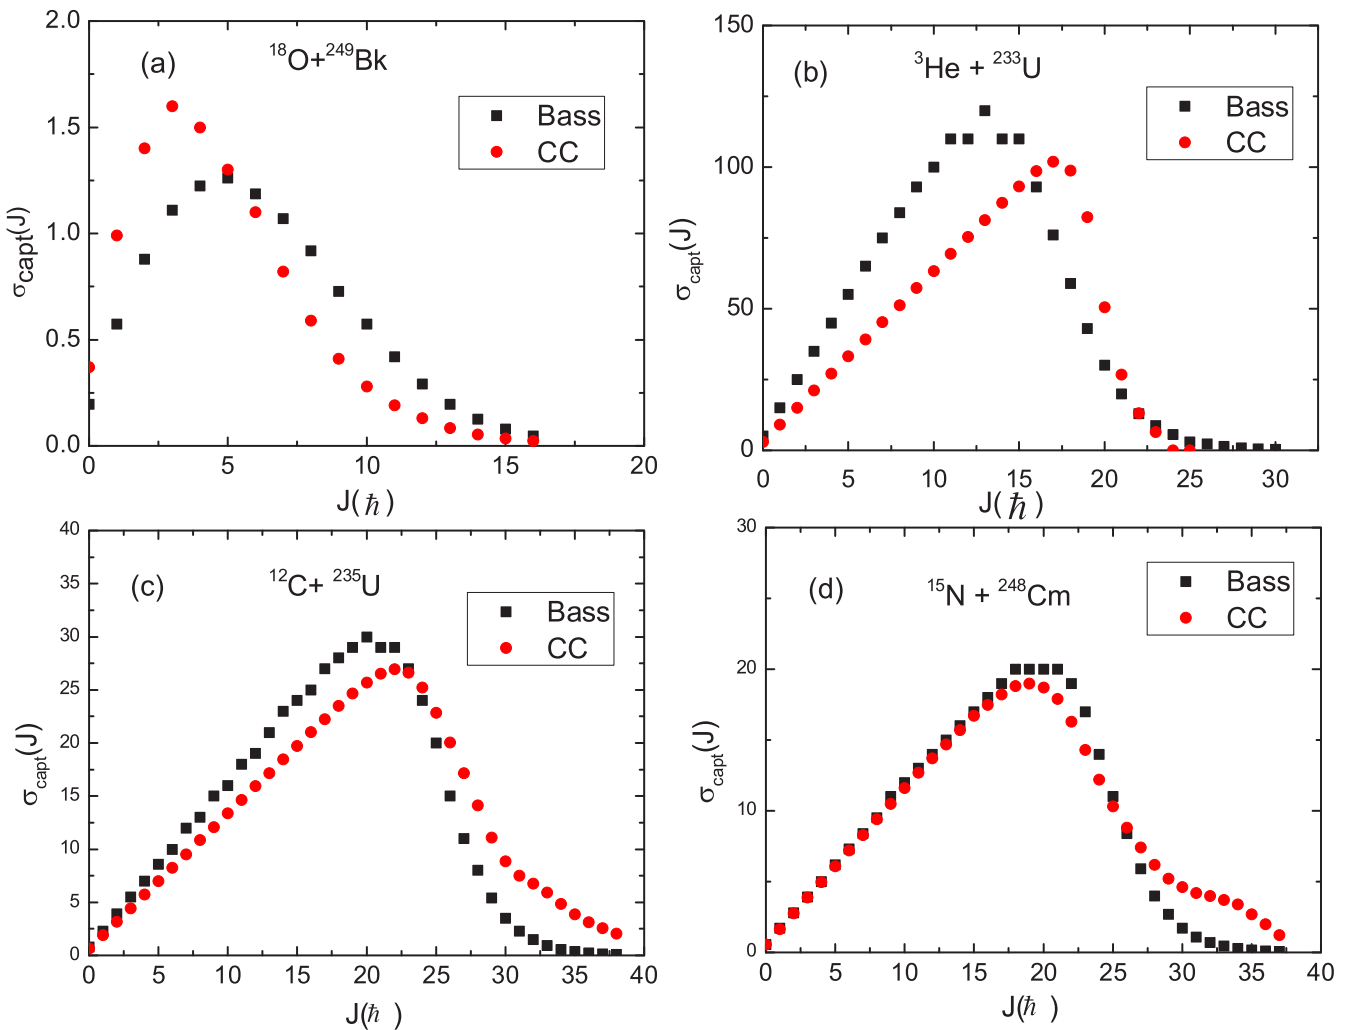 (a)
¹⁸O+²⁴⁹Bk
Bass
CC
2.0
1.5
1.0
0.5
0.0
σcapt(J)
0 5 10 15 20
J(ħ)
(b)
³He + ²³³U
Bass
CC
150
100
50
0
σcapt(J)
0 5 10 15 20 25 30
J(ħ)
(c)
¹²C+ ²³⁵U
Bass
CC
40
35
30
25
20
15
10
5
0
σcapt(J)
0 5 10 15 20 25 30 35 40
J(ħ)
(d)
¹⁵N + ²⁴⁸Cm
Bass
CC
30
20
10
0
σcapt(J)
0 5 10 15 20 25 30 35 40
J(ħ)